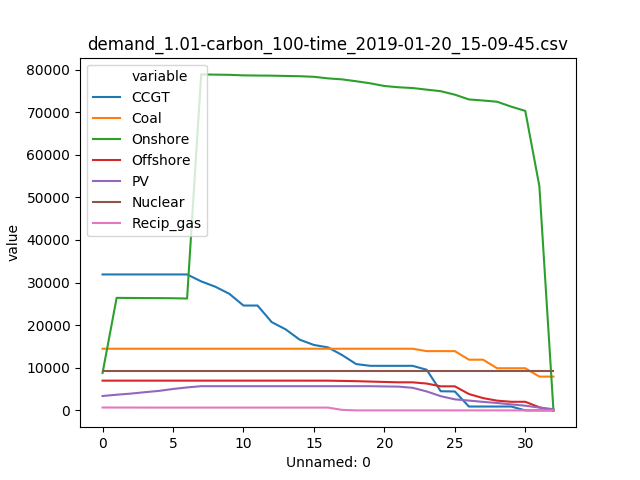 demand_1.01-carbon_100-time_2019-01-20_15-09-45.csv
variable
CCGT
Coal
Onshore
Offshore
PV
Nuclear
Recip_gas
value
80000
70000
60000
50000
40000
30000
20000
10000
0
0 5 10 15 20 25 30
Unnamed: 0